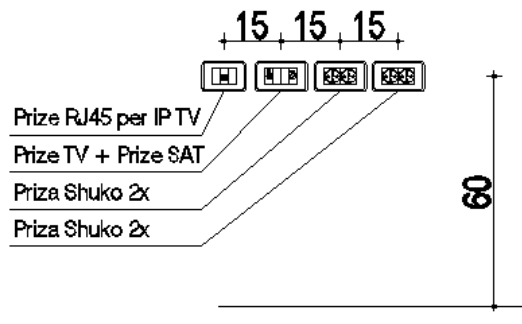 15 15 15
Prize RJ45 per IP TV
Prize TV + Prize SAT
Priza Shuko 2x
Priza Shuko 2x
60